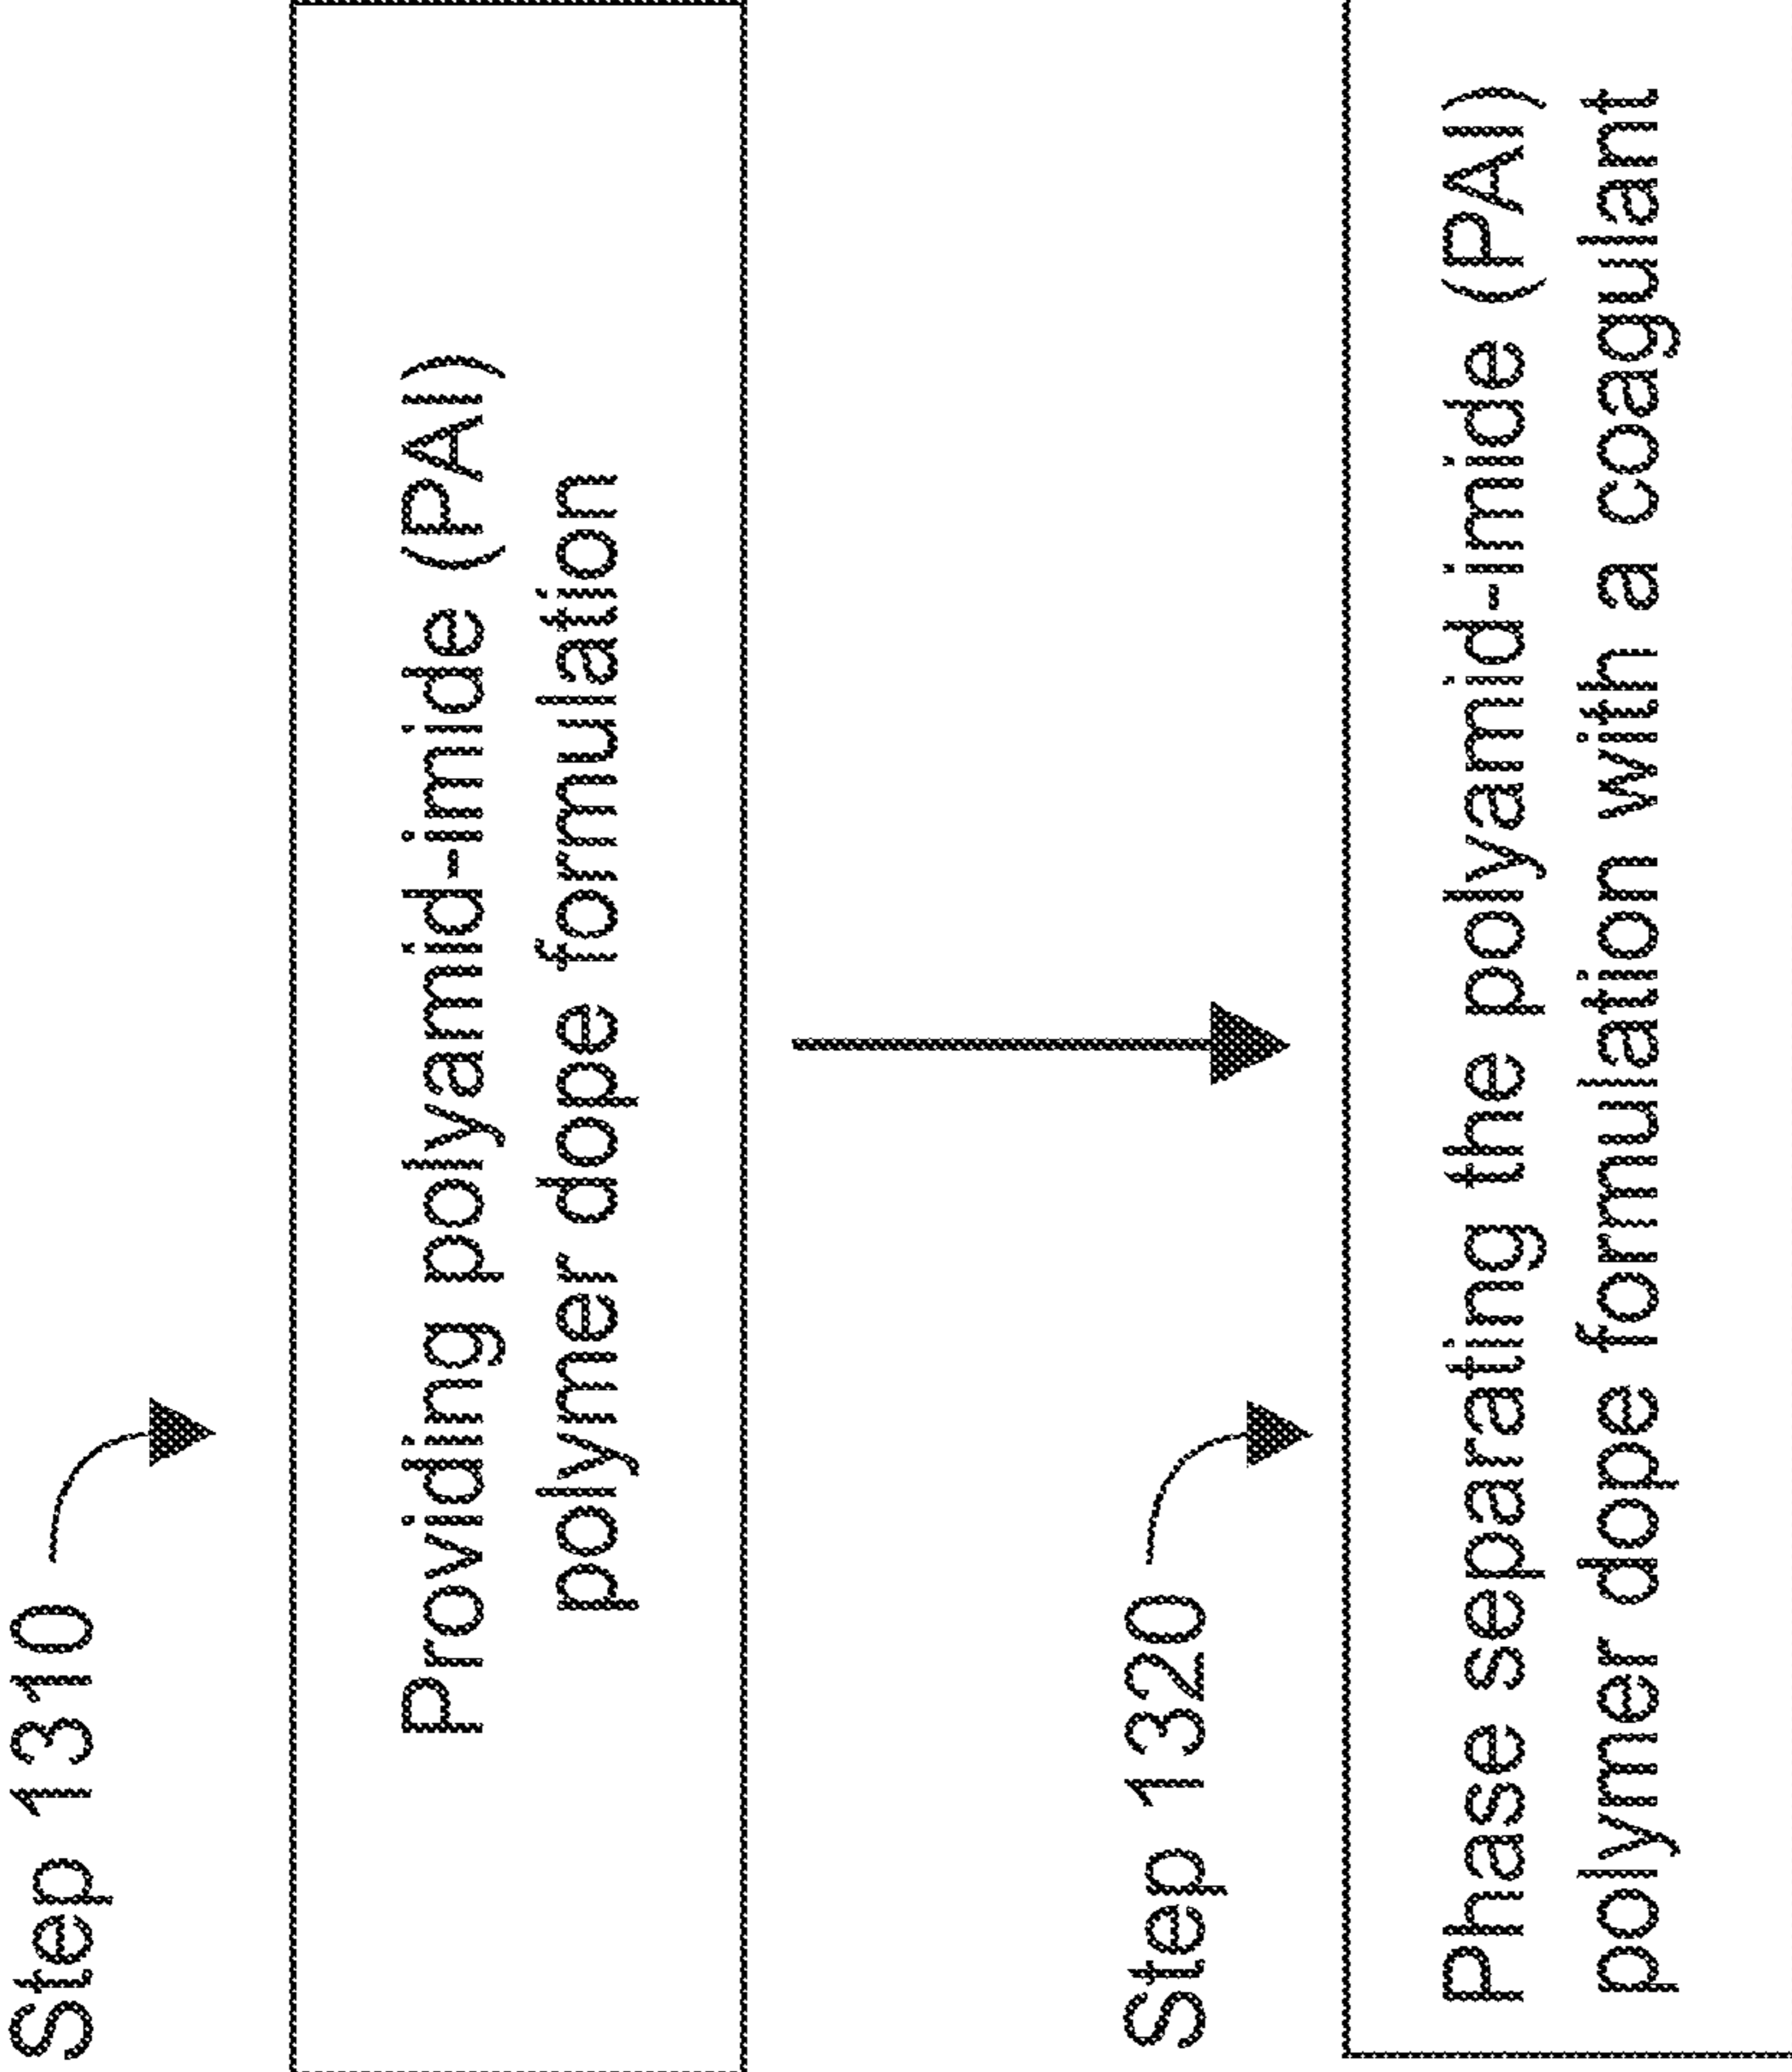 Step 1310
Providing polyamid-imide (PAI)
polymer dope formulation
Step 1320
Phase separating the polyamid-imide (PAI)
polymer dope formulation with a coagulant